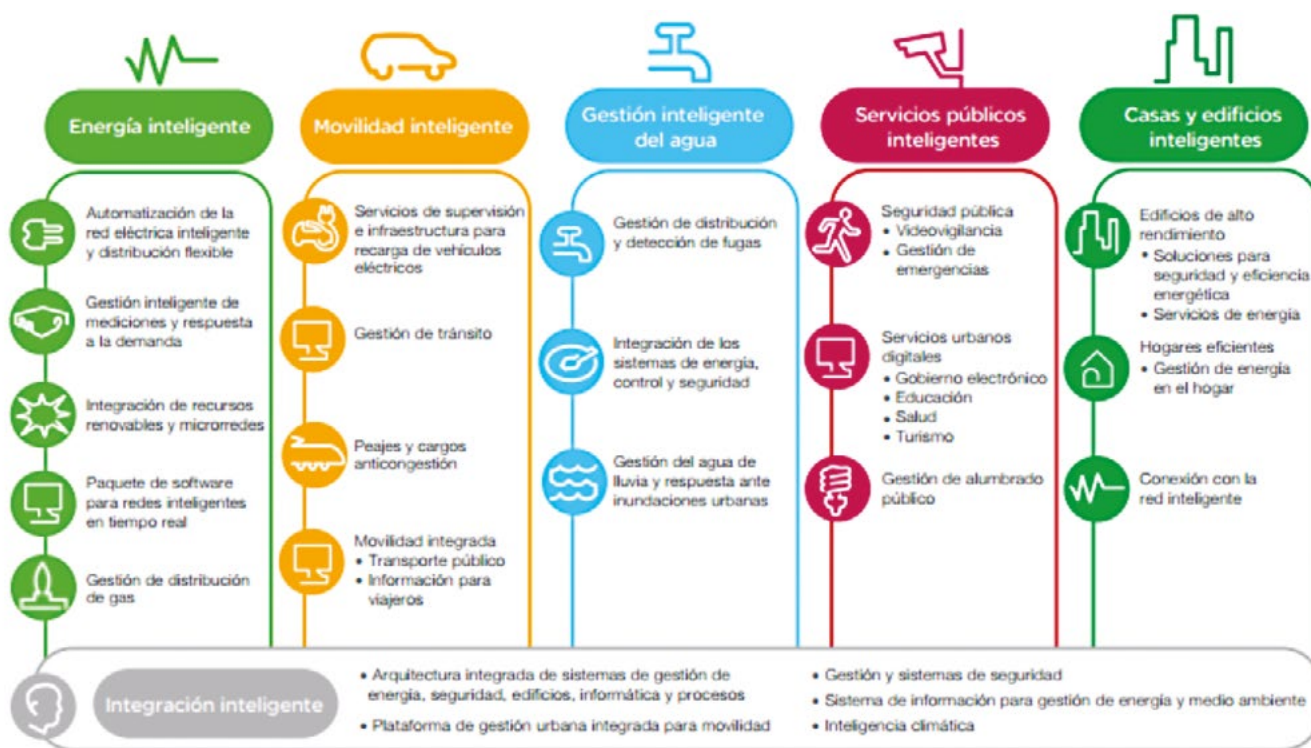 Energía inteligente
Automatización de la
red eléctrica inteligente
y distribución flexible
Gestión inteligente de
mediciones y respuesta
a la demanda
Integración de recursos
renovables y microrredes
Paquete de software
para redes inteligentes
en tiempo real
Gestión de distribución
de gas
Movilidad inteligente
Servicios de supervisión
e infraestructura para
recarga de vehículos
eléctricos
Gestión de tránsito
Peajes y cargos
anticongestión
Movilidad integrada
• Transporte público
• Información para
viajeros
Gestión inteligente
del agua
Gestión de distribución
y detección de fugas
Integración de los
sistemas de energía,
control y seguridad
Gestión del agua de
lluvia y respuesta ante
inundaciones urbanas
Servicios públicos
inteligentes
Seguridad pública
• Videovigilancia
• Gestión de
emergencias
Servicios urbanos
digitales
• Gobierno electrónico
• Educación
• Salud
• Turismo
Gestión de alumbrado
público
Casas y edificios
inteligentes
Edificios de alto
rendimiento
• Soluciones para
seguridad y eficiencia
energética
• Servicios de energía
Hogares eficientes
• Gestión de energía
en el hogar
Conexión con la
red inteligente
Integración inteligente
• Arquitectura integrada de sistemas de gestión de
energía, seguridad, edificios, informática y procesos
• Plataforma de gestión urbana integrada para movilidad
• Gestión y sistemas de seguridad
• Sistema de información para gestión de energía y medio ambiente
• Inteligencia climática